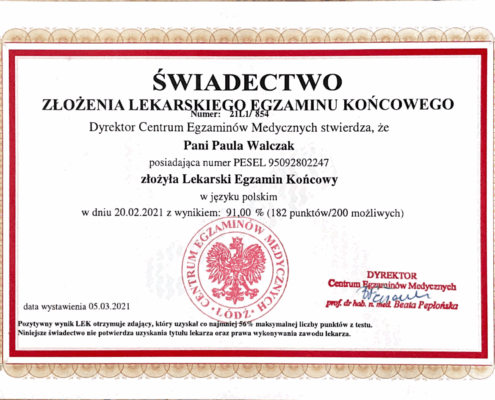 ŚWIADECTWO
ZŁOŻENIA LEKARSKIEGO EGZAMINU KOŃCOWEGO
Numer: 21L1/ 854
Dyrektor Centrum Egzaminów Medycznych stwierdza, że
Pani Paula Walczak
posiadająca numer PESEL 95092802247
złożyła Lekarski Egzamin Końcowy
w języku polskim
w dniu 20.02.2021 z wynikiem: 91,00 % (182 punktów/200 możliwych)
CENTRUM EGZAMINÓW MEDYCZNYCH
ŁÓDŹ
DYREKTOR
Centrum Egzaminów Medycznych
prof. dr hab. n. med. Beata Pepłońska
data wystawienia 05.03.2021
Pozytywny wynik LEK otrzymuje zdający, który uzyskał co najmniej 56% maksymalnej liczby punktów z testu.
Niniejsze świadectwo nie potwierdza uzyskania tytułu lekarza oraz prawa wykonywania zawodu lekarza.